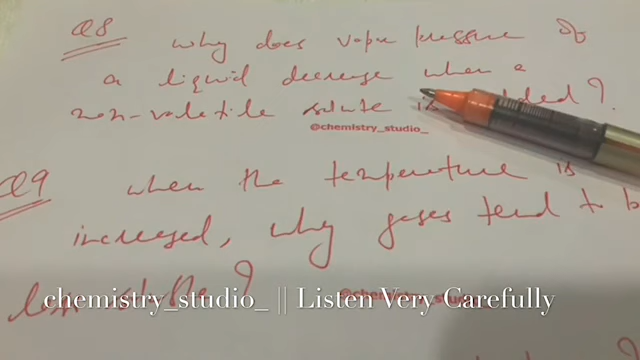 Q8 Why does vapour pressure of
a liquid decrease when a
non-volatile solute is added?
@chemistry_studio_
Q9 when the temperature is
increased, why gases tend to b
less
chemistry_studio_ || Listen Very Carefully